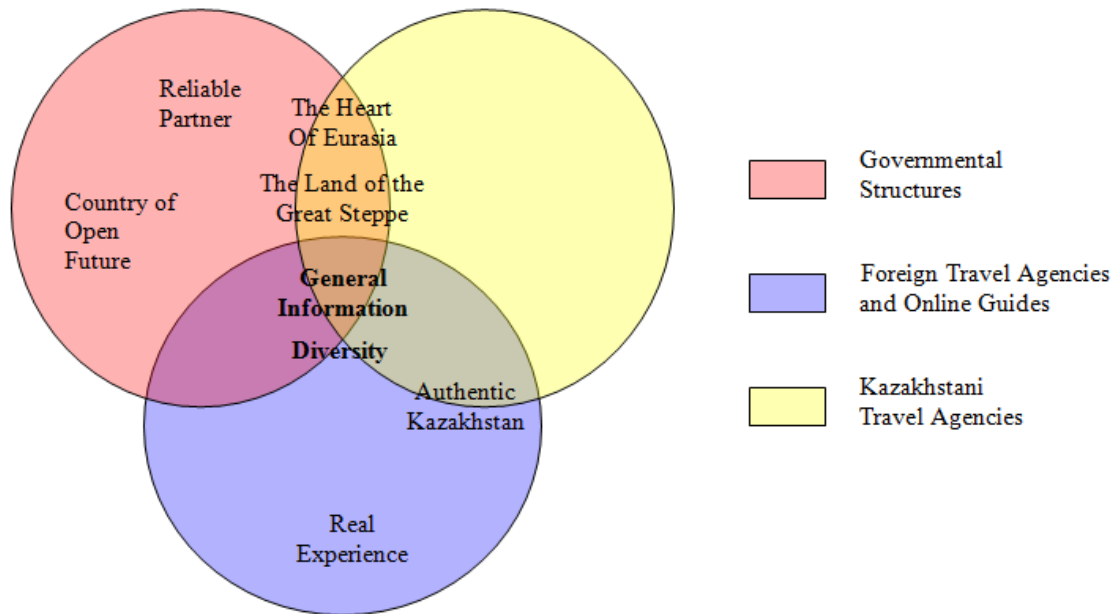 Reliable
Partner
The Heart
Of Eurasia
Country of
Open
Future
The Land of the
Great Steppe
General
Information
Diversity
Authentic
Kazakhstan
Real
Experience
Governmental
Structures
Foreign Travel Agencies
and Online Guides
Kazakhstani
Travel Agencies